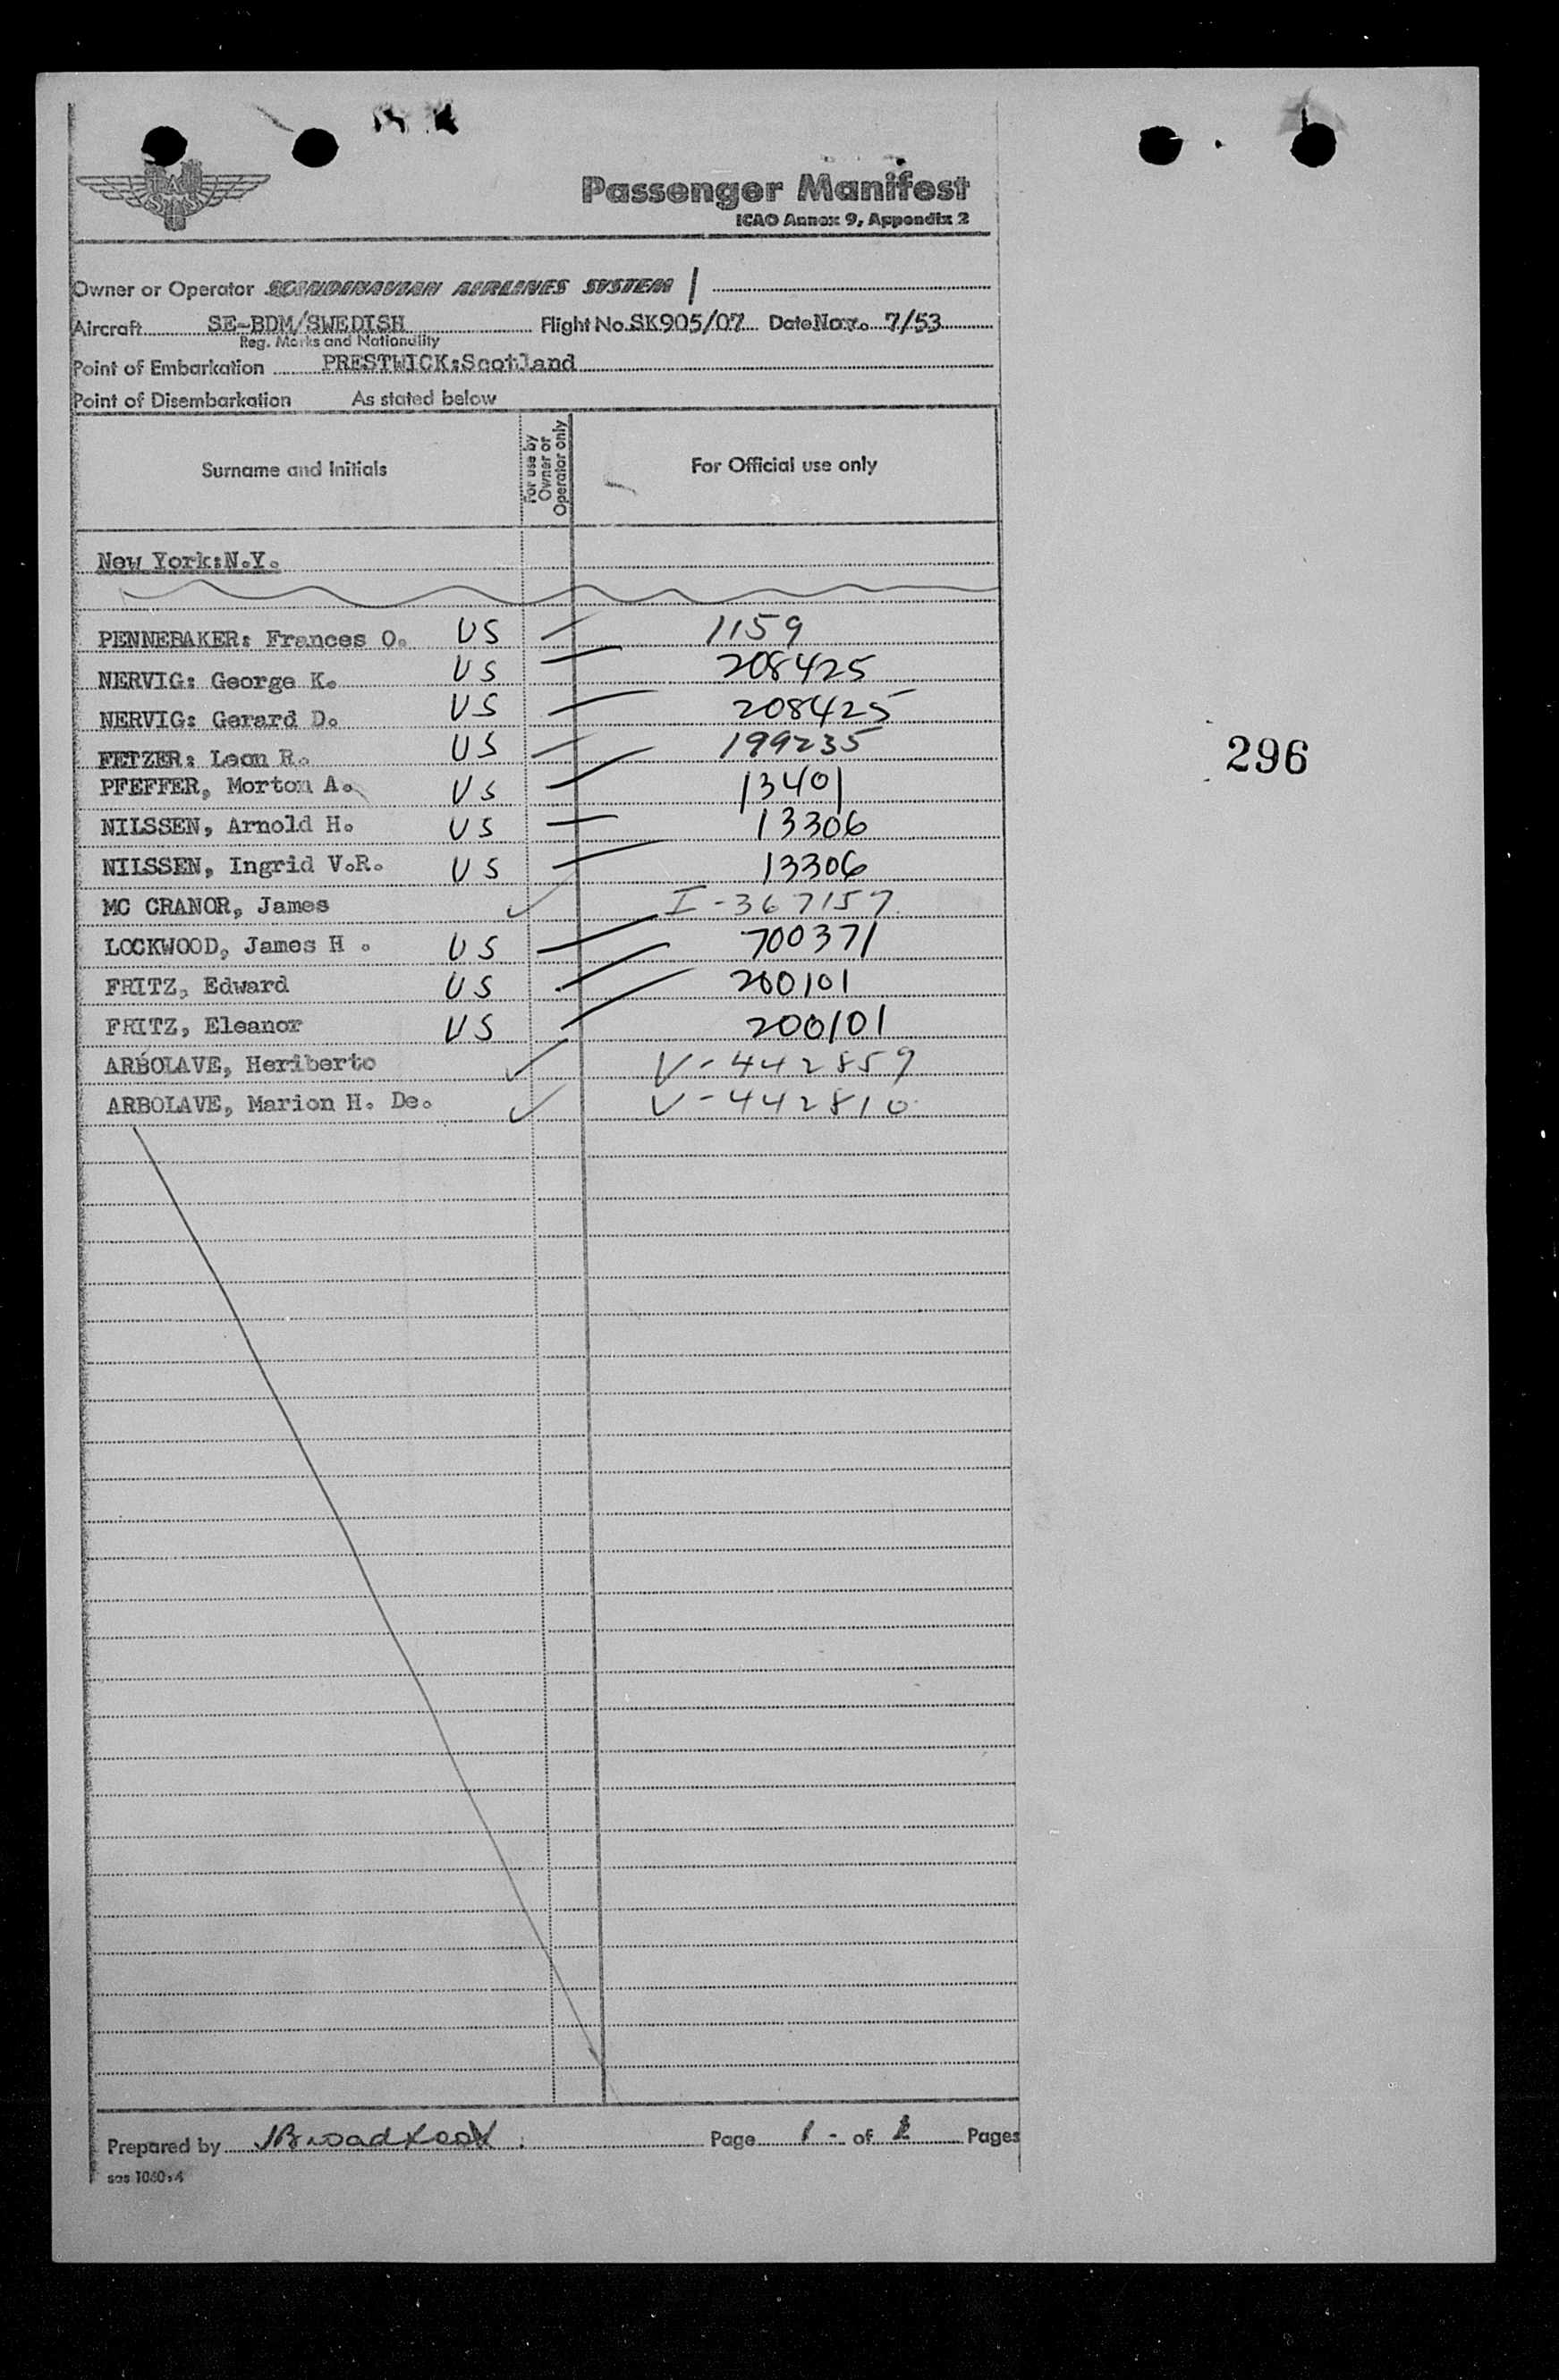 SAS
Passenger Manifest
ICAO Annex 9, Appendix 2
Owner or Operator SCANDINAVIAN AIRLINES SYSTEM
Aircraft SE-BDM/SWEDISH Flight No. SK905/07 Date Nov. 7/53
Reg. Marks and Nationality
Point of Embarkation PRESTWICK:Scotland
Point of Disembarkation As stated below
Surname and Initials
For use by Owner or Operator only
For Official use only
New York:N.Y.
PENNEBAKER: Frances O. US 1159
NERVIG: George K. US 208425
NERVIG: Gerard D. US 208425
FETZER: Leon R. US 199235
PFEFFER, Morton A. US 13401
NILSSEN, Arnold H. US 13306
NILSSEN, Ingrid V.R. US 13306
MC CRANOR, James ✓ I-367157
LOCKWOOD, James H . US 700371
FRITZ, Edward US 200101
FRITZ, Eleanor US 200101
ARBOLAVE, Heriberto ✓ V-442859
ARBOLAVE, Marion H. De. ✓ V-442810
296
Prepared by Page 1 - of Pages
sas 1060:4